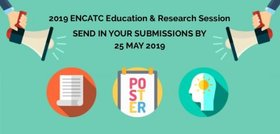 2019 ENCATC Education & Research Session
SEND IN YOUR SUBMISSIONS BY
25 MAY 2019
POSTER